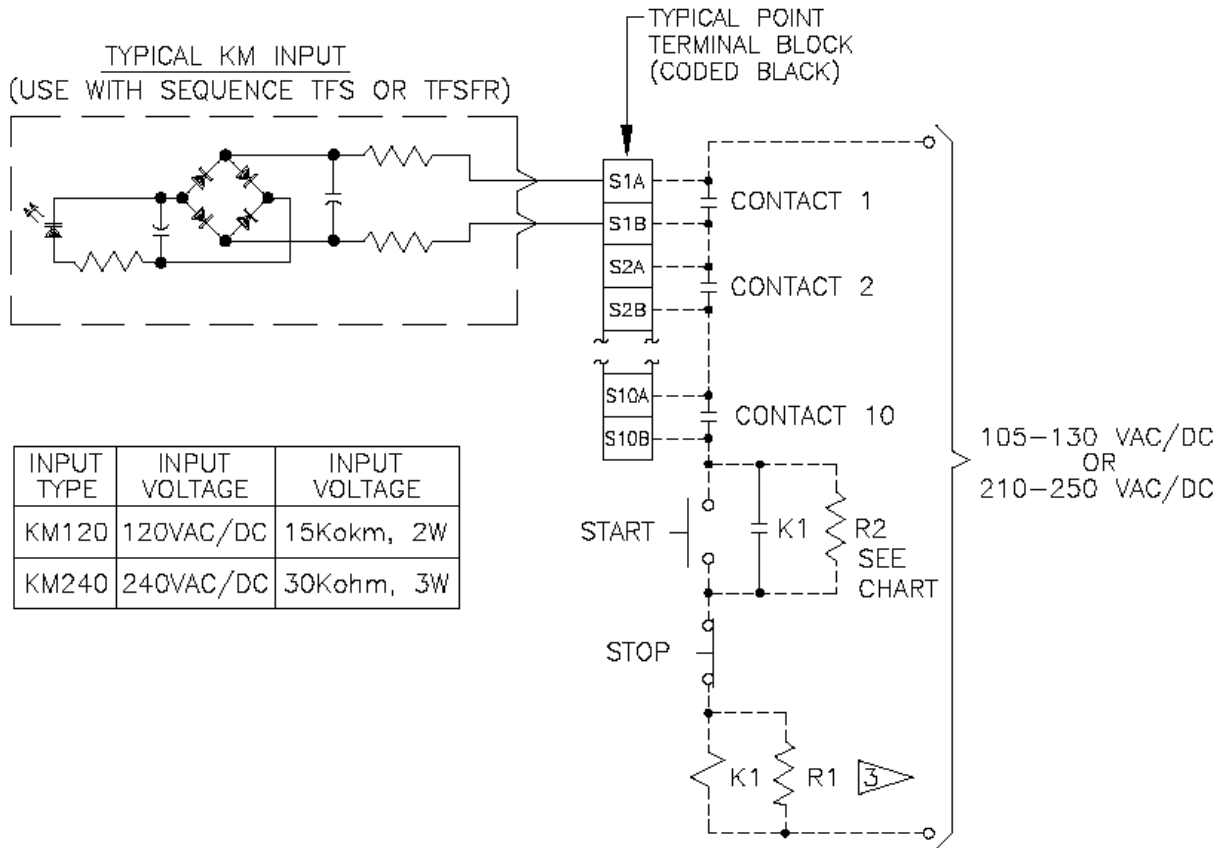 TYPICAL KM INPUT
(USE WITH SEQUENCE TFS OR TFSFR)
TYPICAL POINT
TERMINAL BLOCK
(CODED BLACK)
S1A
S1B
S2A
S2B
S10A
S10B
CONTACT 1
CONTACT 2
CONTACT 10
105-130 VAC/DC
OR
210-250 VAC/DC
INPUT TYPE INPUT VOLTAGE INPUT VOLTAGE
KM120 120VAC/DC 15Kokm, 2W
KM240 240VAC/DC 30Kohm, 3W
START
K1
R2
SEE
CHART
STOP
K1
R1
3